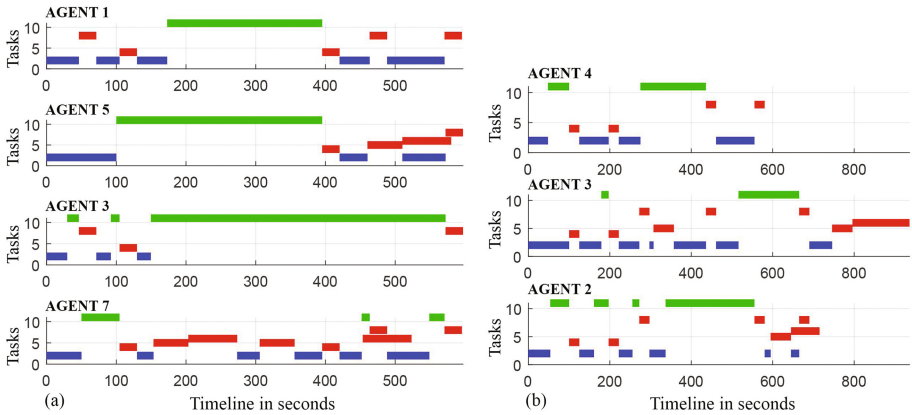 AGENT 1
Tasks
10
5
0
0 100 200 300 400 500
AGENT 5
Tasks
10
5
0
0 100 200 300 400 500
AGENT 3
Tasks
10
5
0
0 100 200 300 400 500
AGENT 7
Tasks
10
5
0
0 100 200 300 400 500
(a) Timeline in seconds
AGENT 4
Tasks
10
5
0
0 200 400 600 800
AGENT 3
Tasks
10
5
0
0 200 400 600 800
AGENT 2
Tasks
10
5
0
0 200 400 600 800
(b) Timeline in seconds